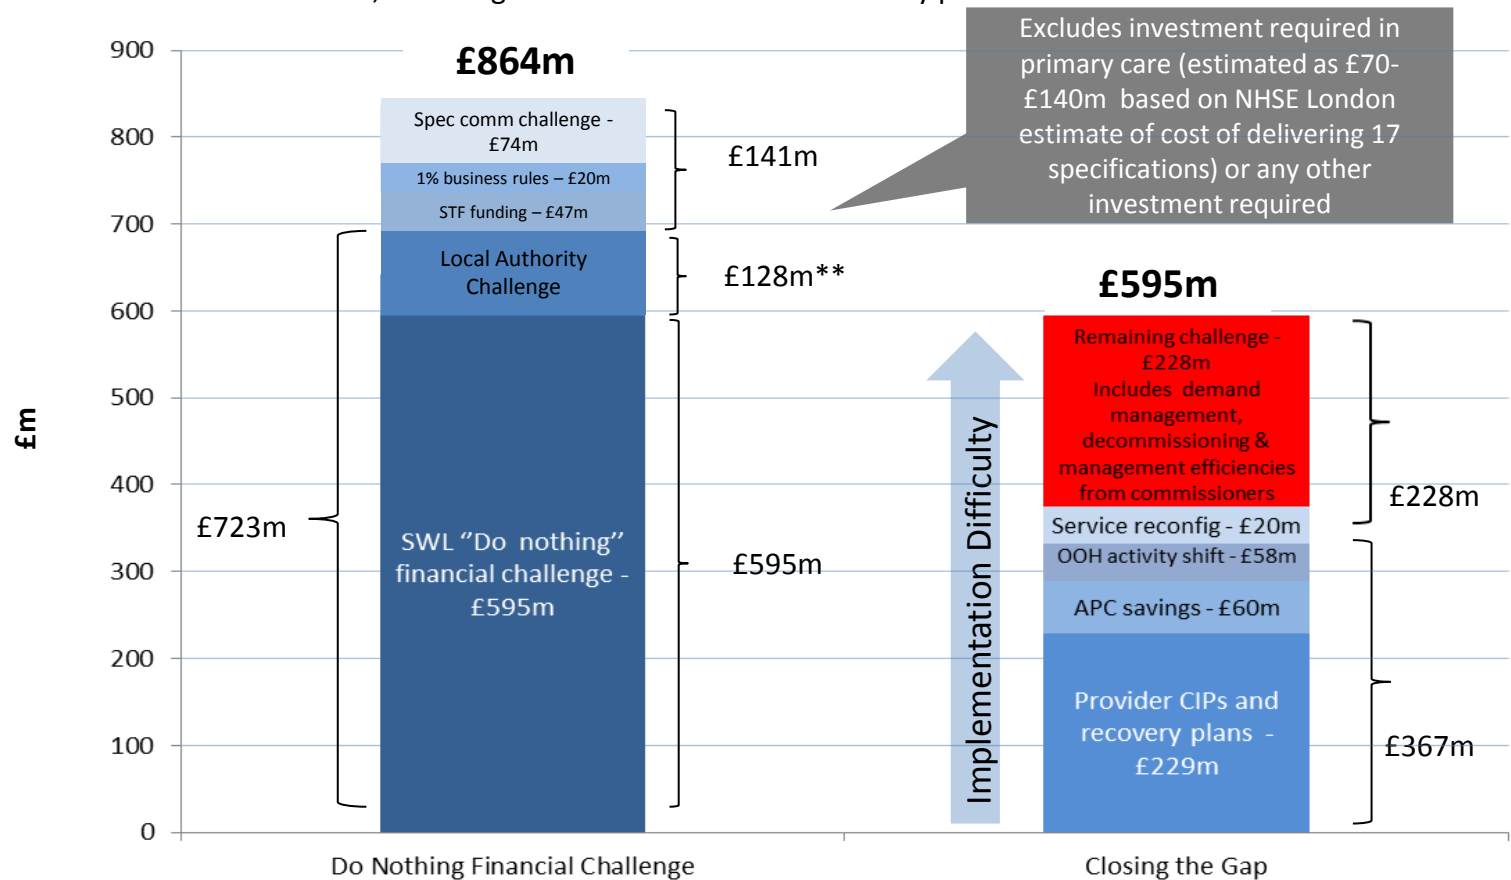 Excludes investment required in
primary care (estimated as £70-
£140m based on NHSE London
estimate of cost of delivering 17
specifications) or any other
investment required
£m
900
800
700
600
500
400
300
200
100
0
£864m
Spec comm challenge -
£74m
1% business rules – £20m
STF funding – £47m
Local Authority
Challenge
SWL ‘’Do nothing’’
financial challenge -
£595m
£141m
£128m**
£595m
£723m
Implementation Difficulty
£595m
Remaining challenge -
£228m
Includes demand
management,
decommissioning &
management efficiencies
from commissioners
Service reconfig - £20m
OOH activity shift - £58m
APC savings - £60m
Provider CIPs and
recovery plans -
£229m
£228m
£367m
Do Nothing Financial Challenge
Closing the Gap